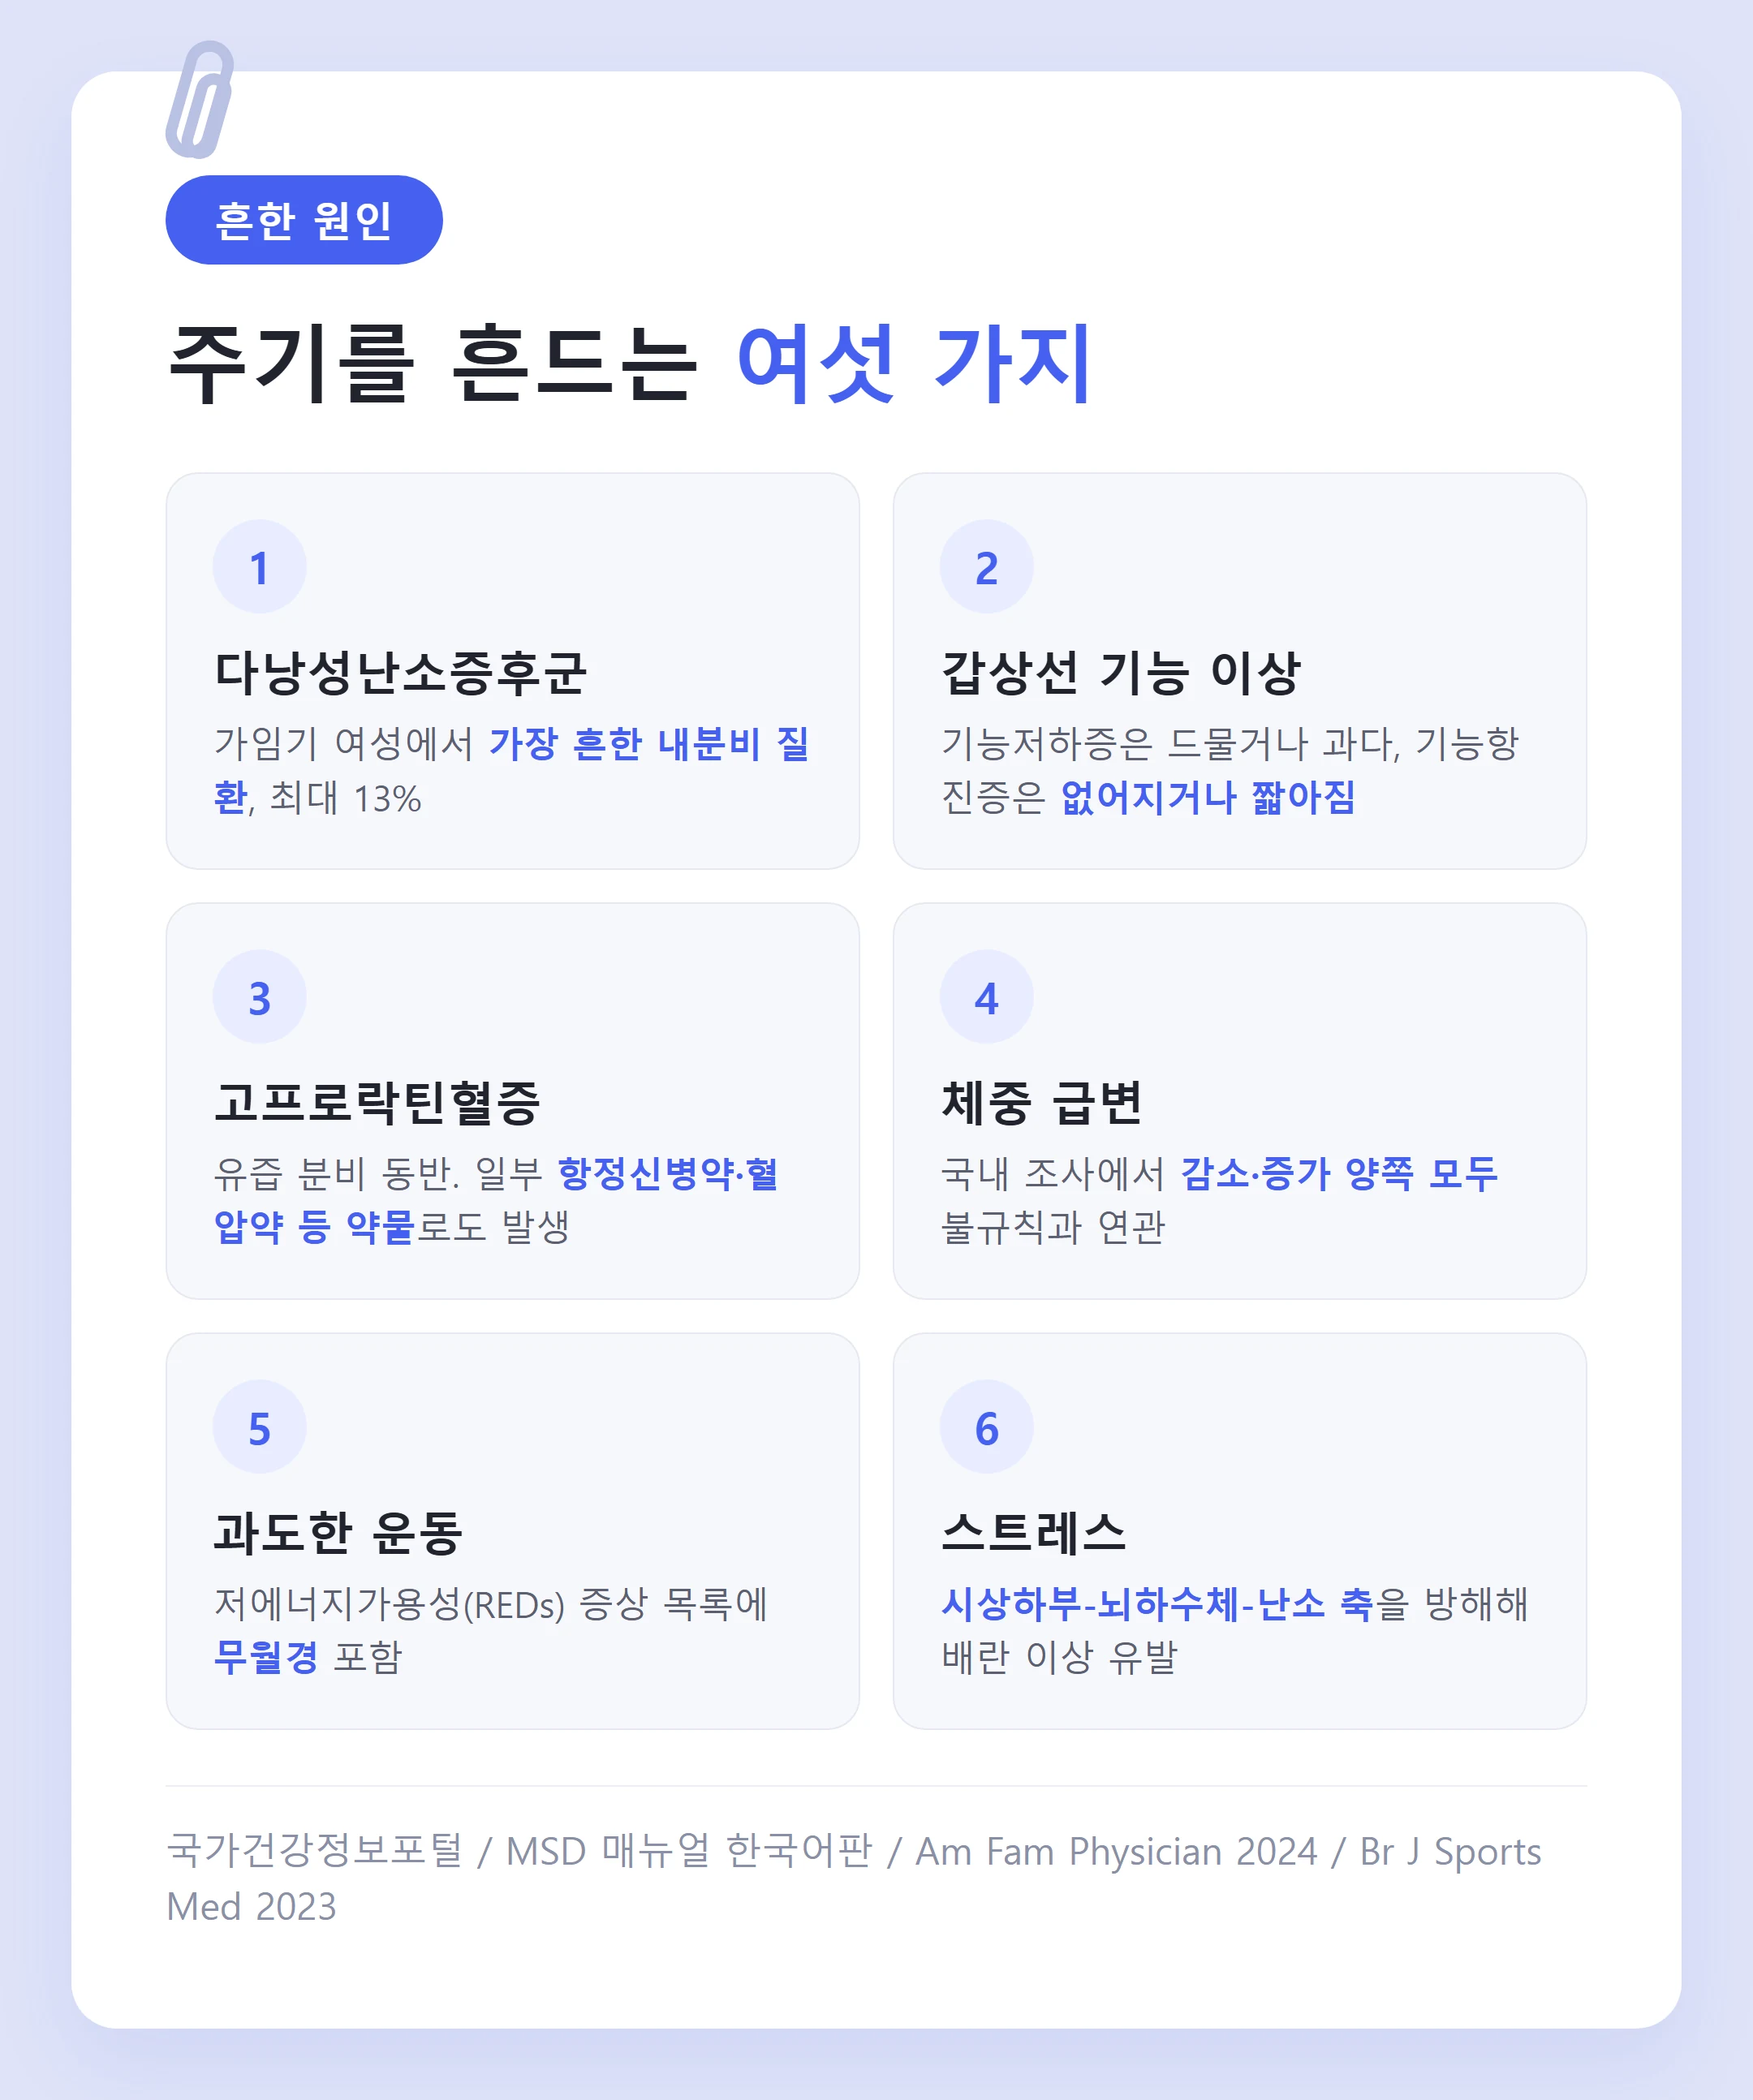 흔한 원인
주기를 흔드는 여섯 가지
1
다낭성난소증후군
가임기 여성에서 가장 흔한 내분비 질
환, 최대 13%
2
갑상선 기능 이상
기능저하증은 드물거나 과다, 기능항
진증은 없어지거나 짧아짐
3
고프로락틴혈증
유즙 분비 동반. 일부 항정신병약·혈
압약 등 약물로도 발생
4
체중 급변
국내 조사에서 감소·증가 양쪽 모두
불규칙과 연관
5
과도한 운동
저에너지가용성(REDs) 증상 목록에
무월경 포함
6
스트레스
시상하부-뇌하수체-난소 축을 방해해
배란 이상 유발
국가건강정보포털 / MSD 매뉴얼 한국어판 / Am Fam Physician 2024 / Br J Sports
Med 2023